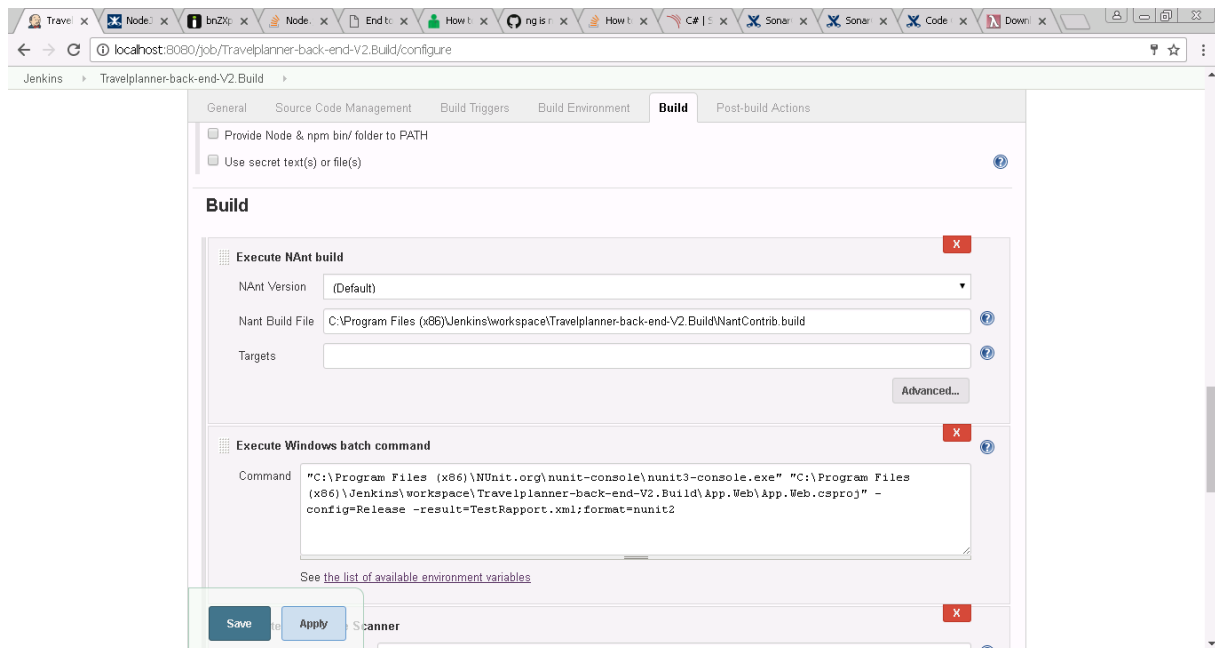 Travel
NodeJ
bnZXp
Node.
End to
How t
ng is n
How t
C# | S
Sonar
Sonar
Code
Downl
localhost:8080/job/Travelplanner-back-end-V2.Build/configure
Jenkins Travelplanner-back-end-V2.Build
General Source Code Management Build Triggers Build Environment Build Post-build Actions
Provide Node & npm bin/ folder to PATH
Use secret text(s) or file(s)
Build
Execute NAnt build
X
NAnt Version (Default)
Nant Build File C:\Program Files (x86)\Jenkins\workspace\Travelplanner-back-end-V2.Build\NantContrib.build
Targets
Advanced...
Execute Windows batch command
X
Command "C:\Program Files (x86)\NUnit.org\nunit-console\nunit3-console.exe" "C:\Program Files
(x86)\Jenkins\workspace\Travelplanner-back-end-V2.Build\App.Web\App.Web.csproj" -
config=Release -result=TestRapport.xml;format=nunit2
See the list of available environment variables
X
Save Apply Scanner